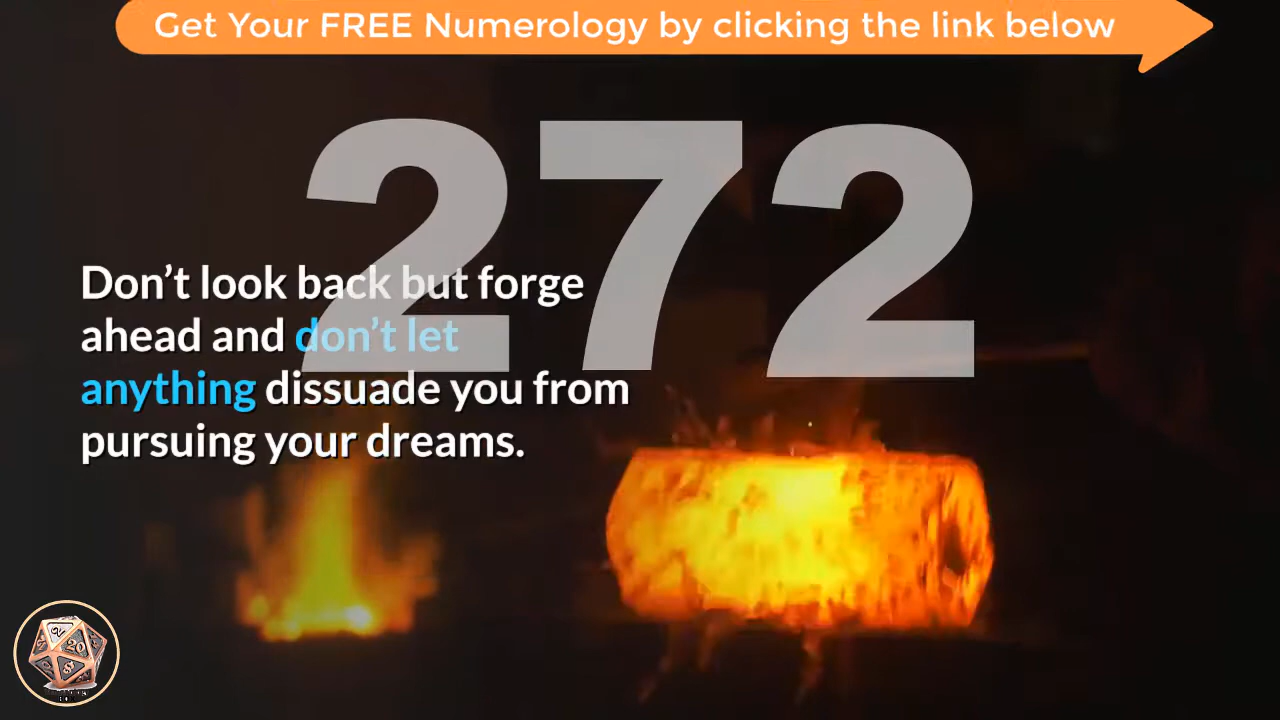 Get Your FREE Numerology by clicking the link below
272
Don't look back but forge
ahead and don't let
anything dissuade you from
pursuing your dreams.
20